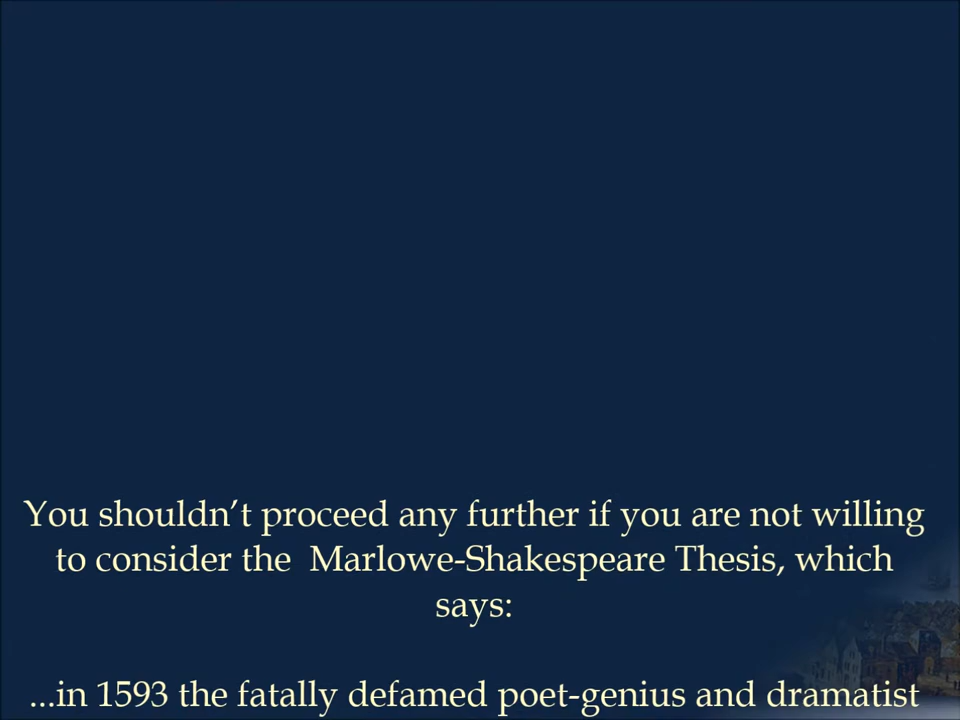 You shouldn’t proceed any further if you are not willing
to consider the  Marlowe-Shakespeare Thesis, which
says:
...in 1593 the fatally defamed poet-genius and dramatist